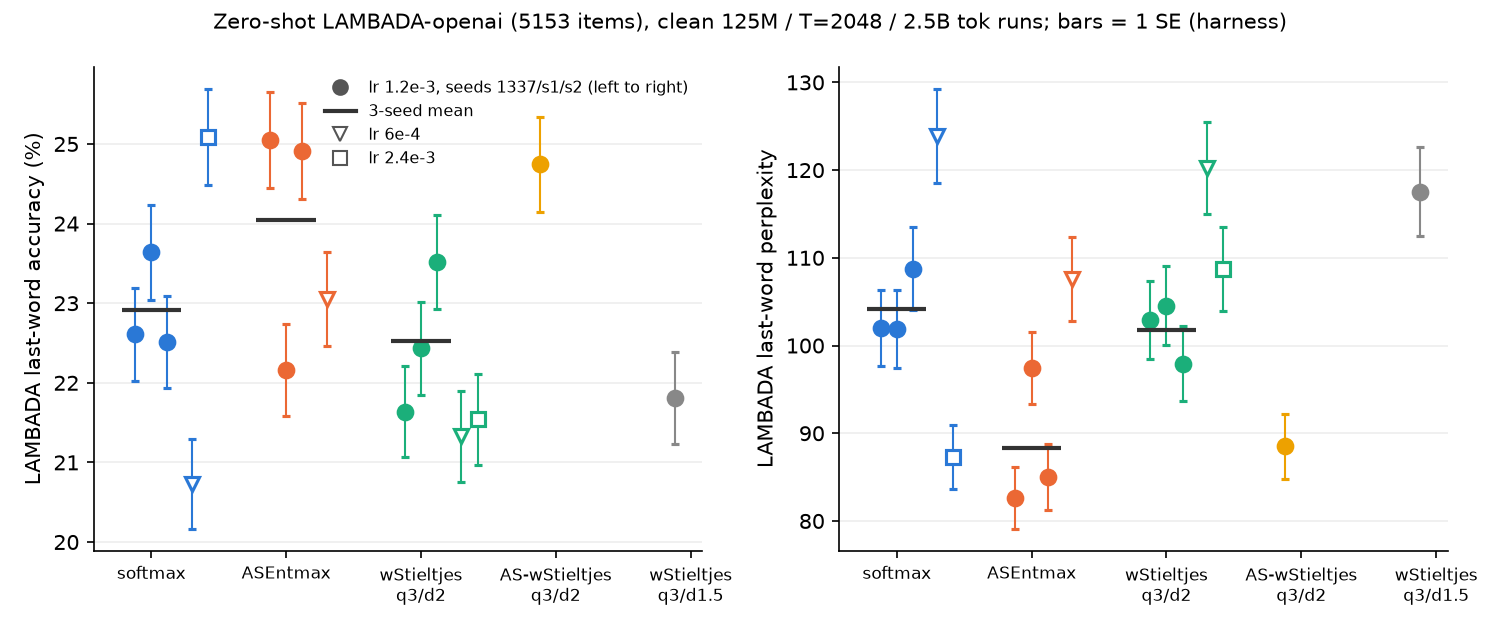 Zero-shot LAMBADA-openai (5153 items), clean 125M / T=2048 / 2.5B tok runs; bars = 1 SE (harness)
LAMBADA last-word accuracy (%)
25
24
23
22
21
20
lr 1.2e-3, seeds 1337/s1/s2 (left to right)
3-seed mean
lr 6e-4
lr 2.4e-3
softmax
ASEntmax
wStieltjes
q3/d2
AS-wStieltjes
q3/d2
wStieltjes
q3/d1.5
LAMBADA last-word perplexity
130
120
110
100
90
80
softmax
ASEntmax
wStieltjes
q3/d2
AS-wStieltjes
q3/d2
wStieltjes
q3/d1.5